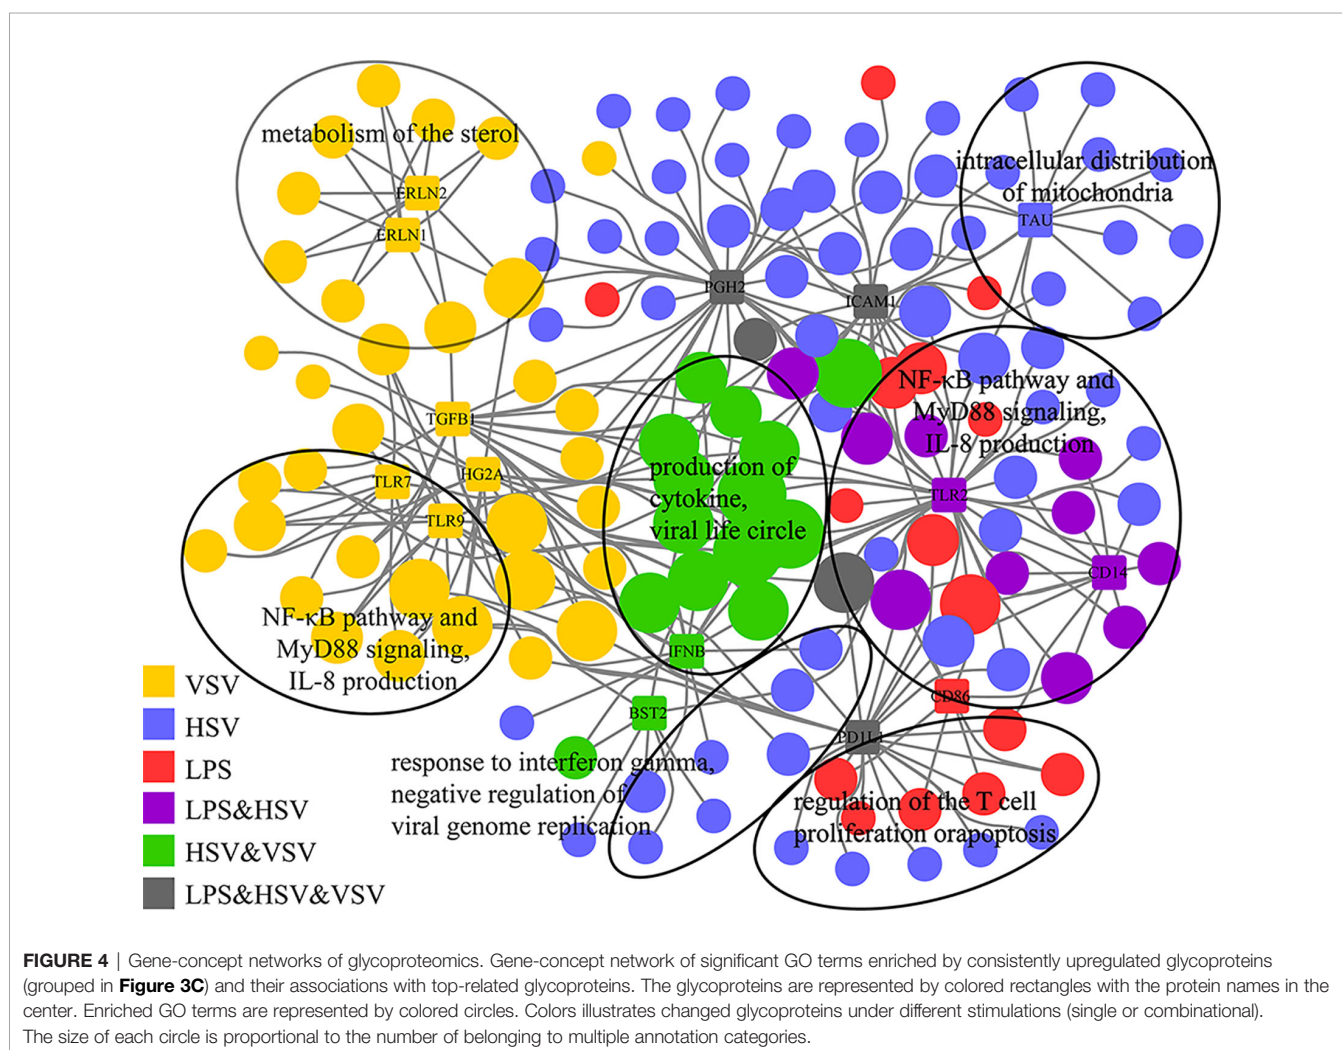 metabolism of the sterol
ERLN2
ERLN1
intracellular distribution
of mitochondria
TAU
PGH2
ICAM1
NF-κB pathway and
MyD88 signaling,
IL-8 production
TGFB1
HG2A
TLR7
TLR9
production of
cytokine,
viral life circle
TLR2
CD14
NF-κB pathway and
MyD88 signaling,
IL-8 production
IFNB
BST2
CD86
PD1L1
response to interferon gamma,
negative regulation of
viral genome replication
regulation of the T cell
proliferation orapoptosis
VSV
HSV
LPS
LPS&HSV
HSV&VSV
LPS&HSV&VSV
FIGURE 4 | Gene-concept networks of glycoproteomics. Gene-concept network of significant GO terms enriched by consistently upregulated glycoproteins
(grouped in Figure 3C) and their associations with top-related glycoproteins. The glycoproteins are represented by colored rectangles with the protein names in the
center. Enriched GO terms are represented by colored circles. Colors illustrates changed glycoproteins under different stimulations (single or combinational).
The size of each circle is proportional to the number of belonging to multiple annotation categories.